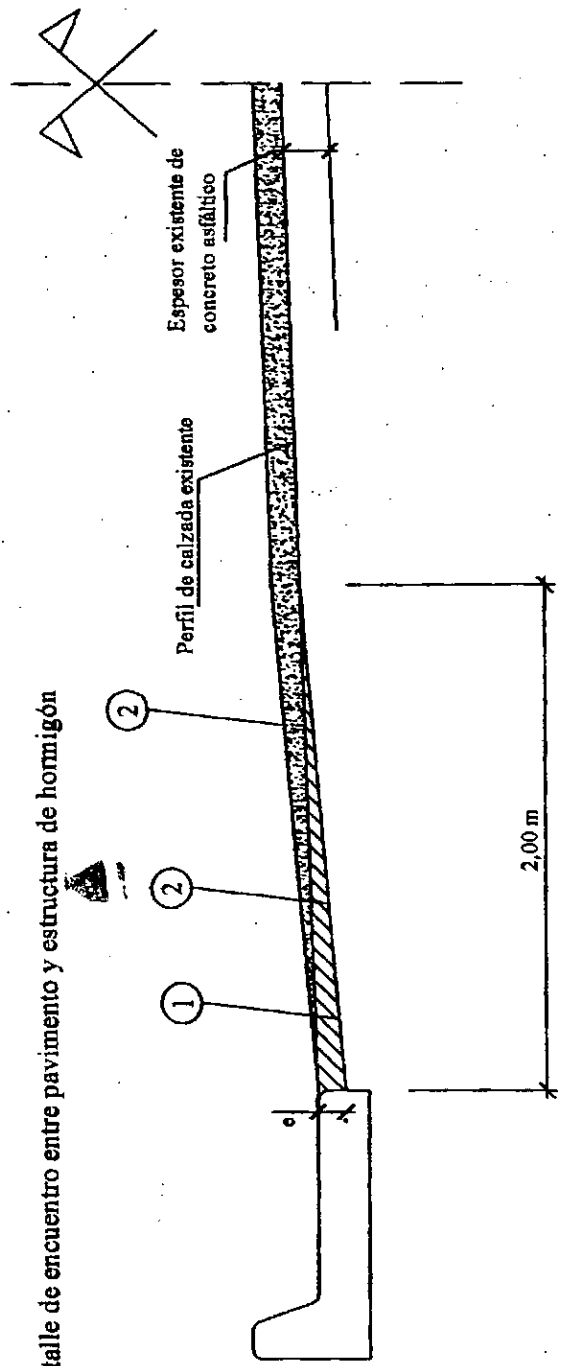 talle de encuentro entre pavimento y estructura de hormigón
2
2
1
Perfil de calzada existente
Espesor existente de
concreto asfáltico
e
2,00 m